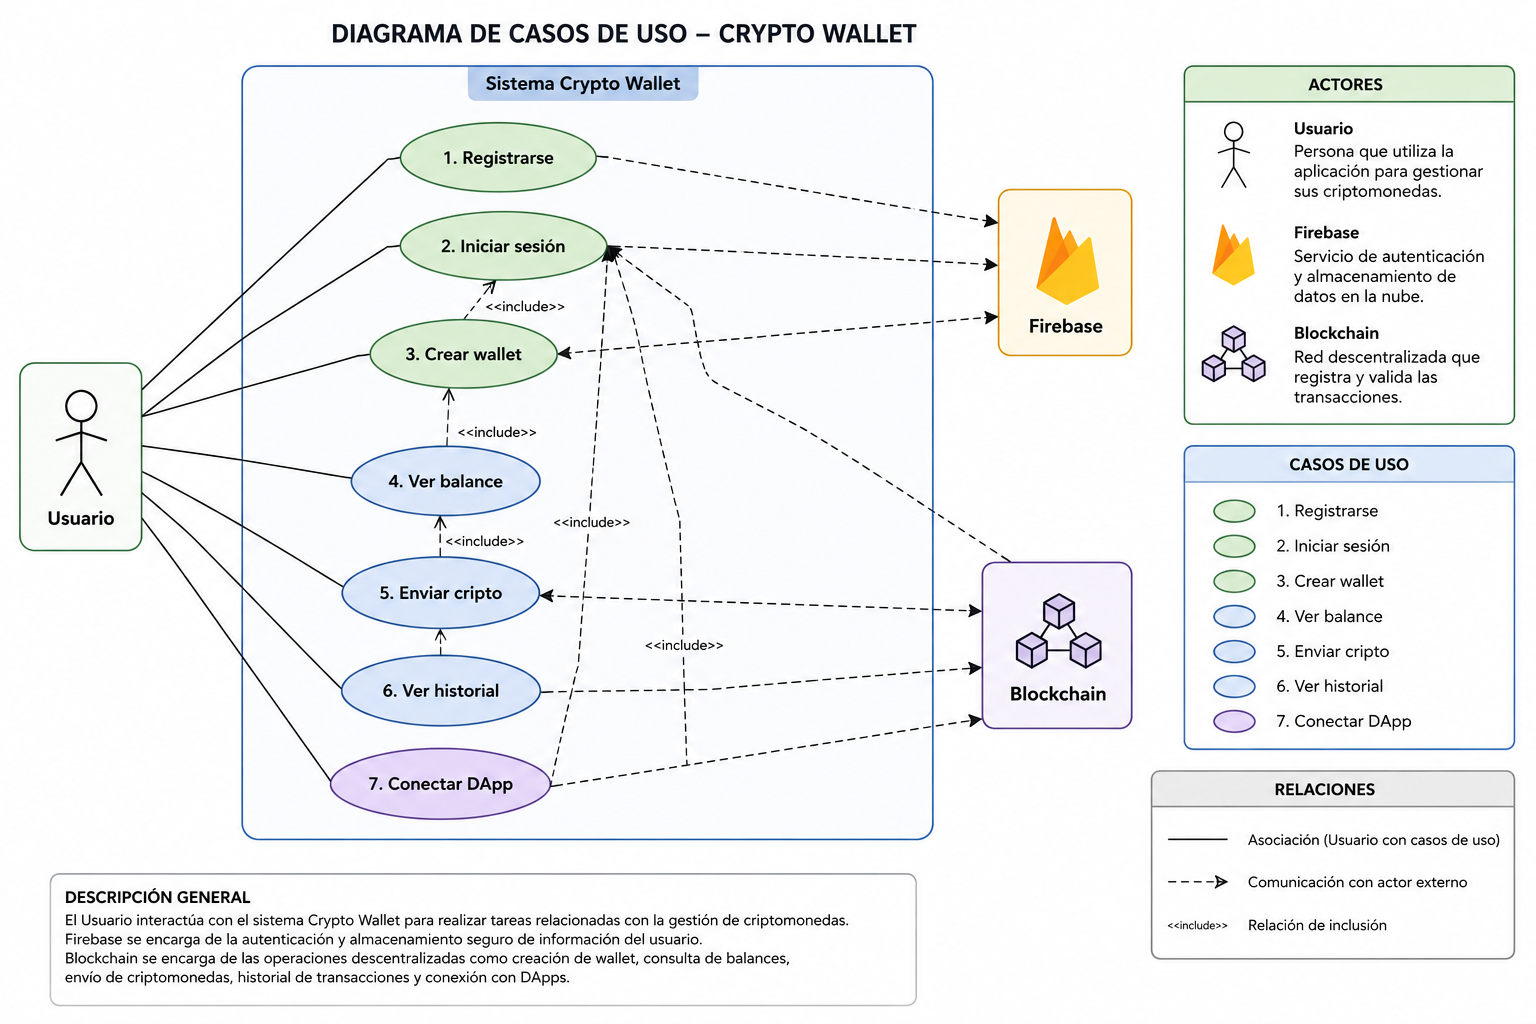 DIAGRAMA DE CASOS DE USO – CRYPTO WALLET
Sistema Crypto Wallet
1. Registrarse
2. Iniciar sesión
<<include>>
3. Crear wallet
<<include>>
4. Ver balance
<<include>>
<<include>>
5. Enviar cripto
<<include>>
6. Ver historial
7. Conectar DApp
Usuario
Firebase
Blockchain
ACTORES
Usuario
Persona que utiliza la
aplicación para gestionar
sus criptomonedas.
Firebase
Servicio de autenticación
y almacenamiento de
datos en la nube.
Blockchain
Red descentralizada que
registra y valida las
transacciones.
CASOS DE USO
1. Registrarse
2. Iniciar sesión
3. Crear wallet
4. Ver balance
5. Enviar cripto
6. Ver historial
7. Conectar DApp
RELACIONES
Asociación (Usuario con casos de uso)
Comunicación con actor externo
<<include>> Relación de inclusión
DESCRIPCIÓN GENERAL
El Usuario interactúa con el sistema Crypto Wallet para realizar tareas relacionadas con la gestión de criptomonedas.
Firebase se encarga de la autenticación y almacenamiento seguro de información del usuario.
Blockchain se encarga de las operaciones descentralizadas como creación de wallet, consulta de balances,
envío de criptomonedas, historial de transacciones y conexión con DApps.